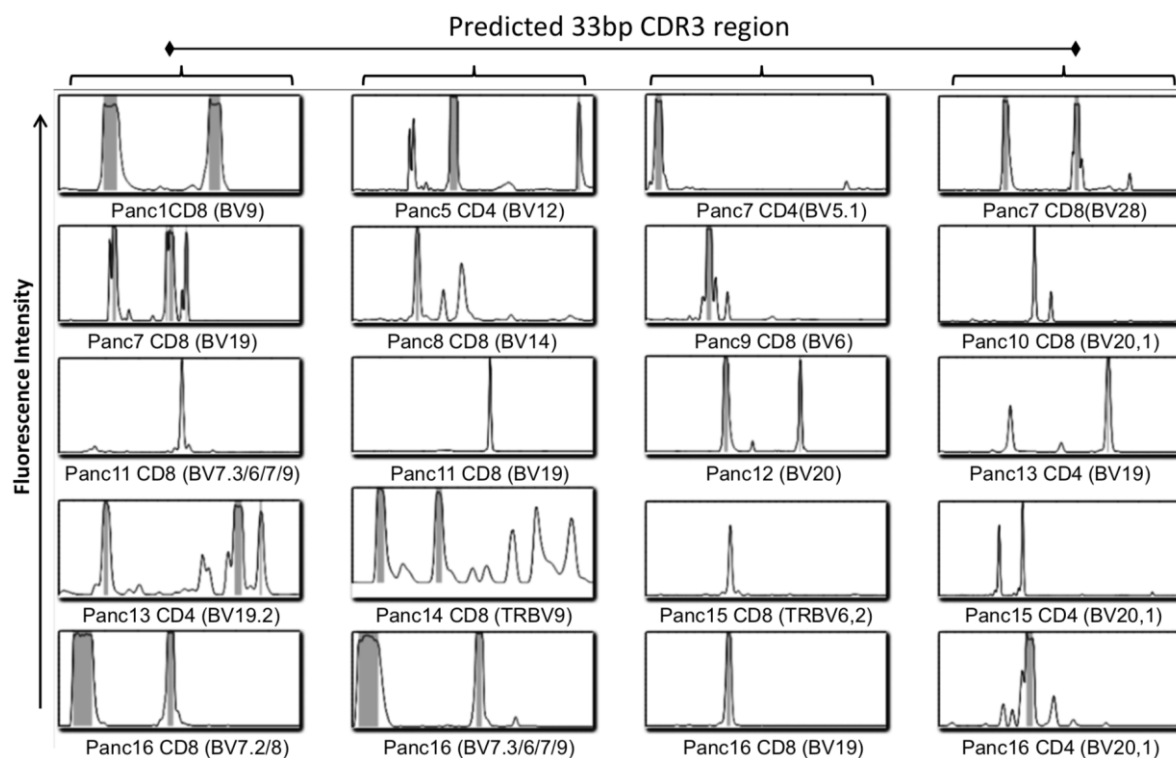 Predicted 33bp CDR3 region
Fluorescence Intensity
Panc1CD8 (BV9)
Panc5 CD4 (BV12)
Panc7 CD4(BV5.1)
Panc7 CD8(BV28)
Panc7 CD8 (BV19)
Panc8 CD8 (BV14)
Panc9 CD8 (BV6)
Panc10 CD8 (BV20,1)
Panc11 CD8 (BV7.3/6/7/9)
Panc11 CD8 (BV19)
Panc12 (BV20)
Panc13 CD4 (BV19)
Panc13 CD4 (BV19.2)
Panc14 CD8 (TRBV9)
Panc15 CD8 (TRBV6,2)
Panc15 CD4 (BV20,1)
Panc16 CD8 (BV7.2/8)
Panc16 (BV7.3/6/7/9)
Panc16 CD8 (BV19)
Panc16 CD4 (BV20,1)